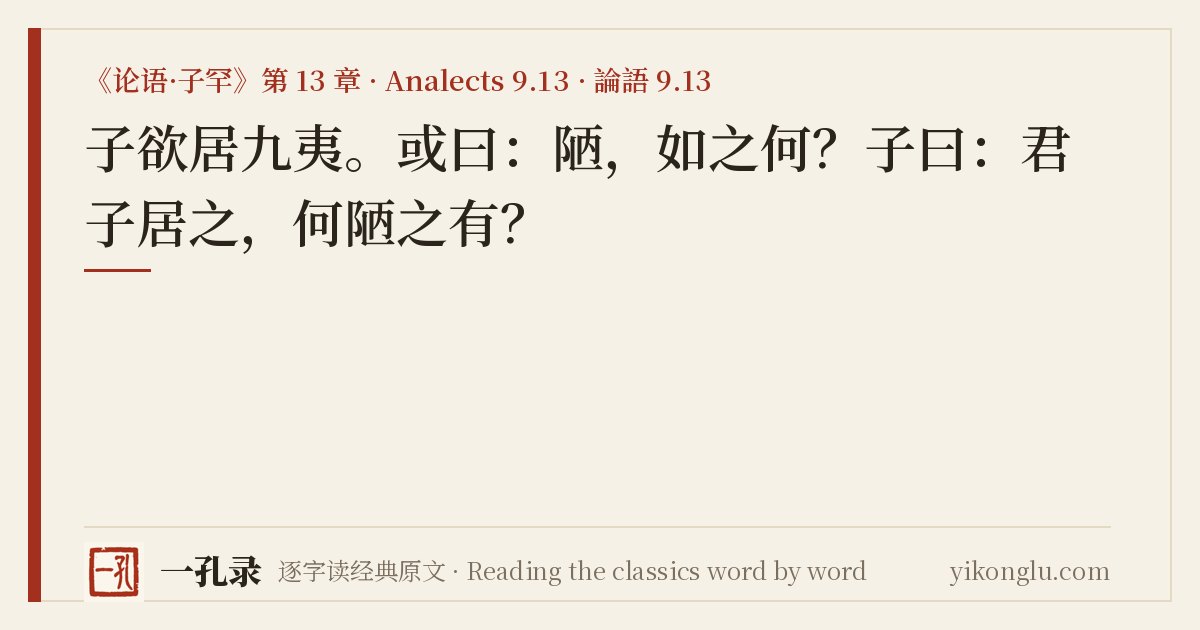 《论语·子罕》第 13 章 · Analects 9.13 · 論語 9.13
子欲居九夷。或曰：陋，如之何？子曰：君
子居之，何陋之有？
一孔 一孔录 逐字读经典原文 · Reading the classics word by word yikonglu.com